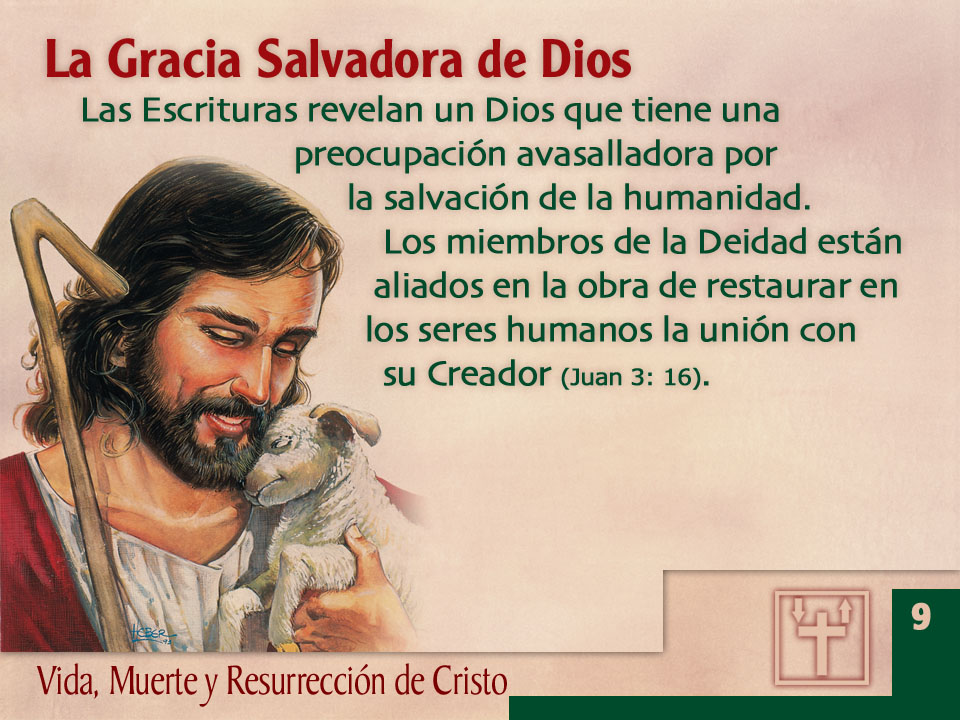 La Gracia Salvadora de Dios
Las Escrituras revelan un Dios que tiene una
preocupación avasalladora por
la salvación de la humanidad.
Los miembros de la Deidad están
aliados en la obra de restaurar en
los seres humanos la unión con
su Creador (Juan 3: 16).
HEBER
93
9
Vida, Muerte y Resurrección de Cristo